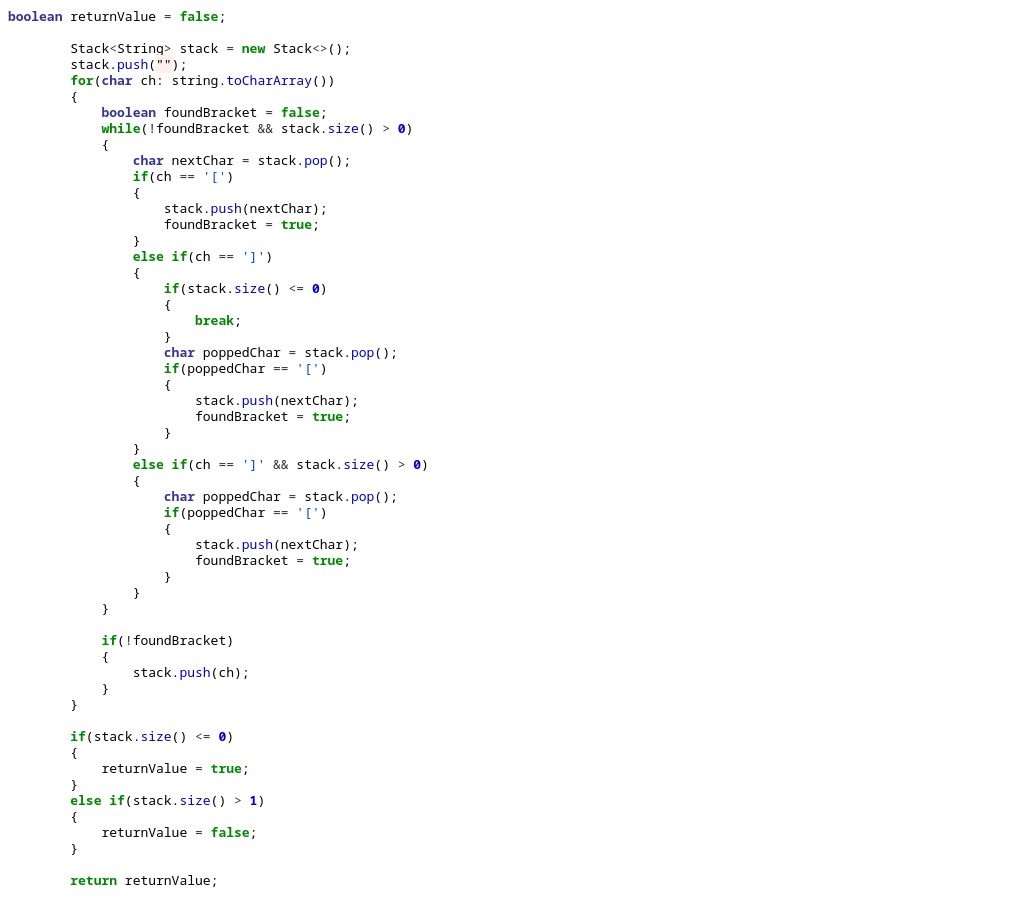 boolean returnValue = false;
Stack<String> stack = new Stack<>();
stack.push("");
for(char ch: string.toCharArray())
{
boolean foundBracket = false;
while(!foundBracket && stack.size() > 0)
{
char nextChar = stack.pop();
if(ch == '[')
{
stack.push(nextChar);
foundBracket = true;
}
else if(ch == ']')
{
if(stack.size() <= 0)
{
break;
}
char poppedChar = stack.pop();
if(poppedChar == '[')
{
stack.push(nextChar);
foundBracket = true;
}
}
else if(ch == ']' && stack.size() > 0)
{
char poppedChar = stack.pop();
if(poppedChar == '[')
{
stack.push(nextChar);
foundBracket = true;
}
}
}
if(!foundBracket)
{
stack.push(ch);
}
}
if(stack.size() <= 0)
{
returnValue = true;
}
else if(stack.size() > 1)
{
returnValue = false;
}
return returnValue;